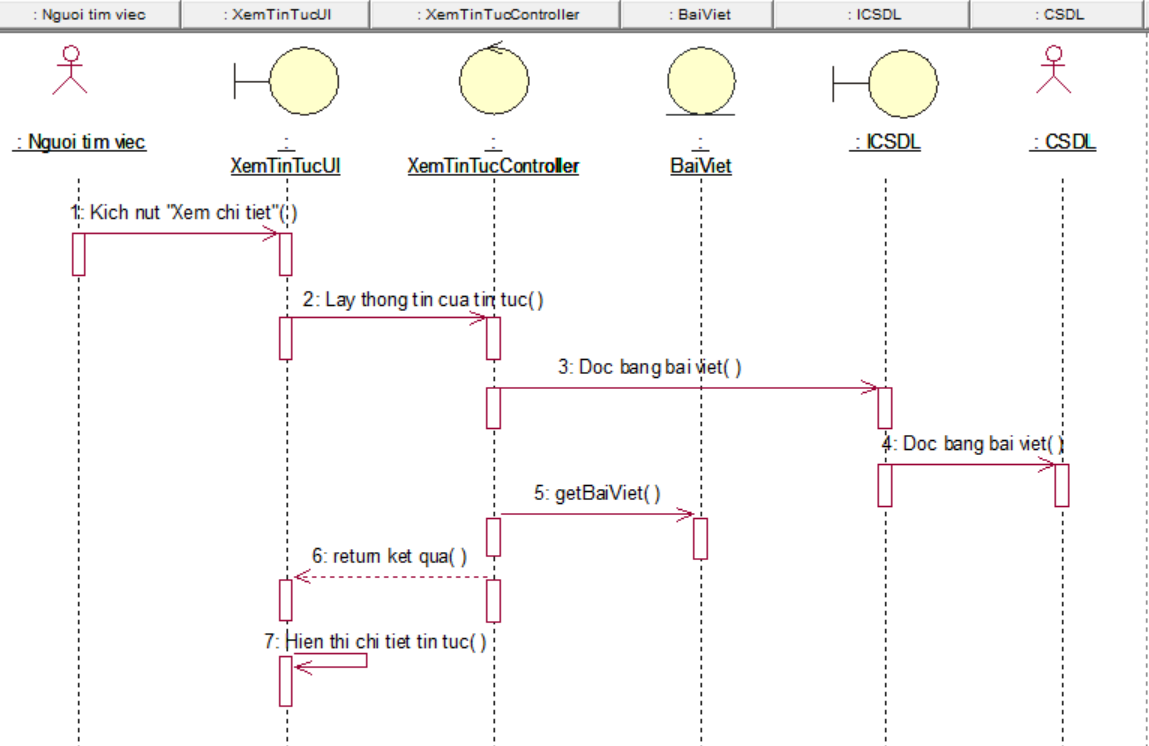 : Nguoi tim viec
: XemTinTucUI
: XemTinTucController
: BaiViet
: ICSDL
: CSDL
: Nguoi tim viec
:
XemTinTucUI
:
XemTinTucController
:
BaiViet
: ICSDL
: CSDL
1: Kich nut "Xem chi tiet"( )
2: Lay thong tin cua tin tuc( )
3: Doc bang bai viet( )
4: Doc bang bai viet( )
5: getBaiViet( )
6: return ket qua( )
7: Hien thi chi tiet tin tuc( )